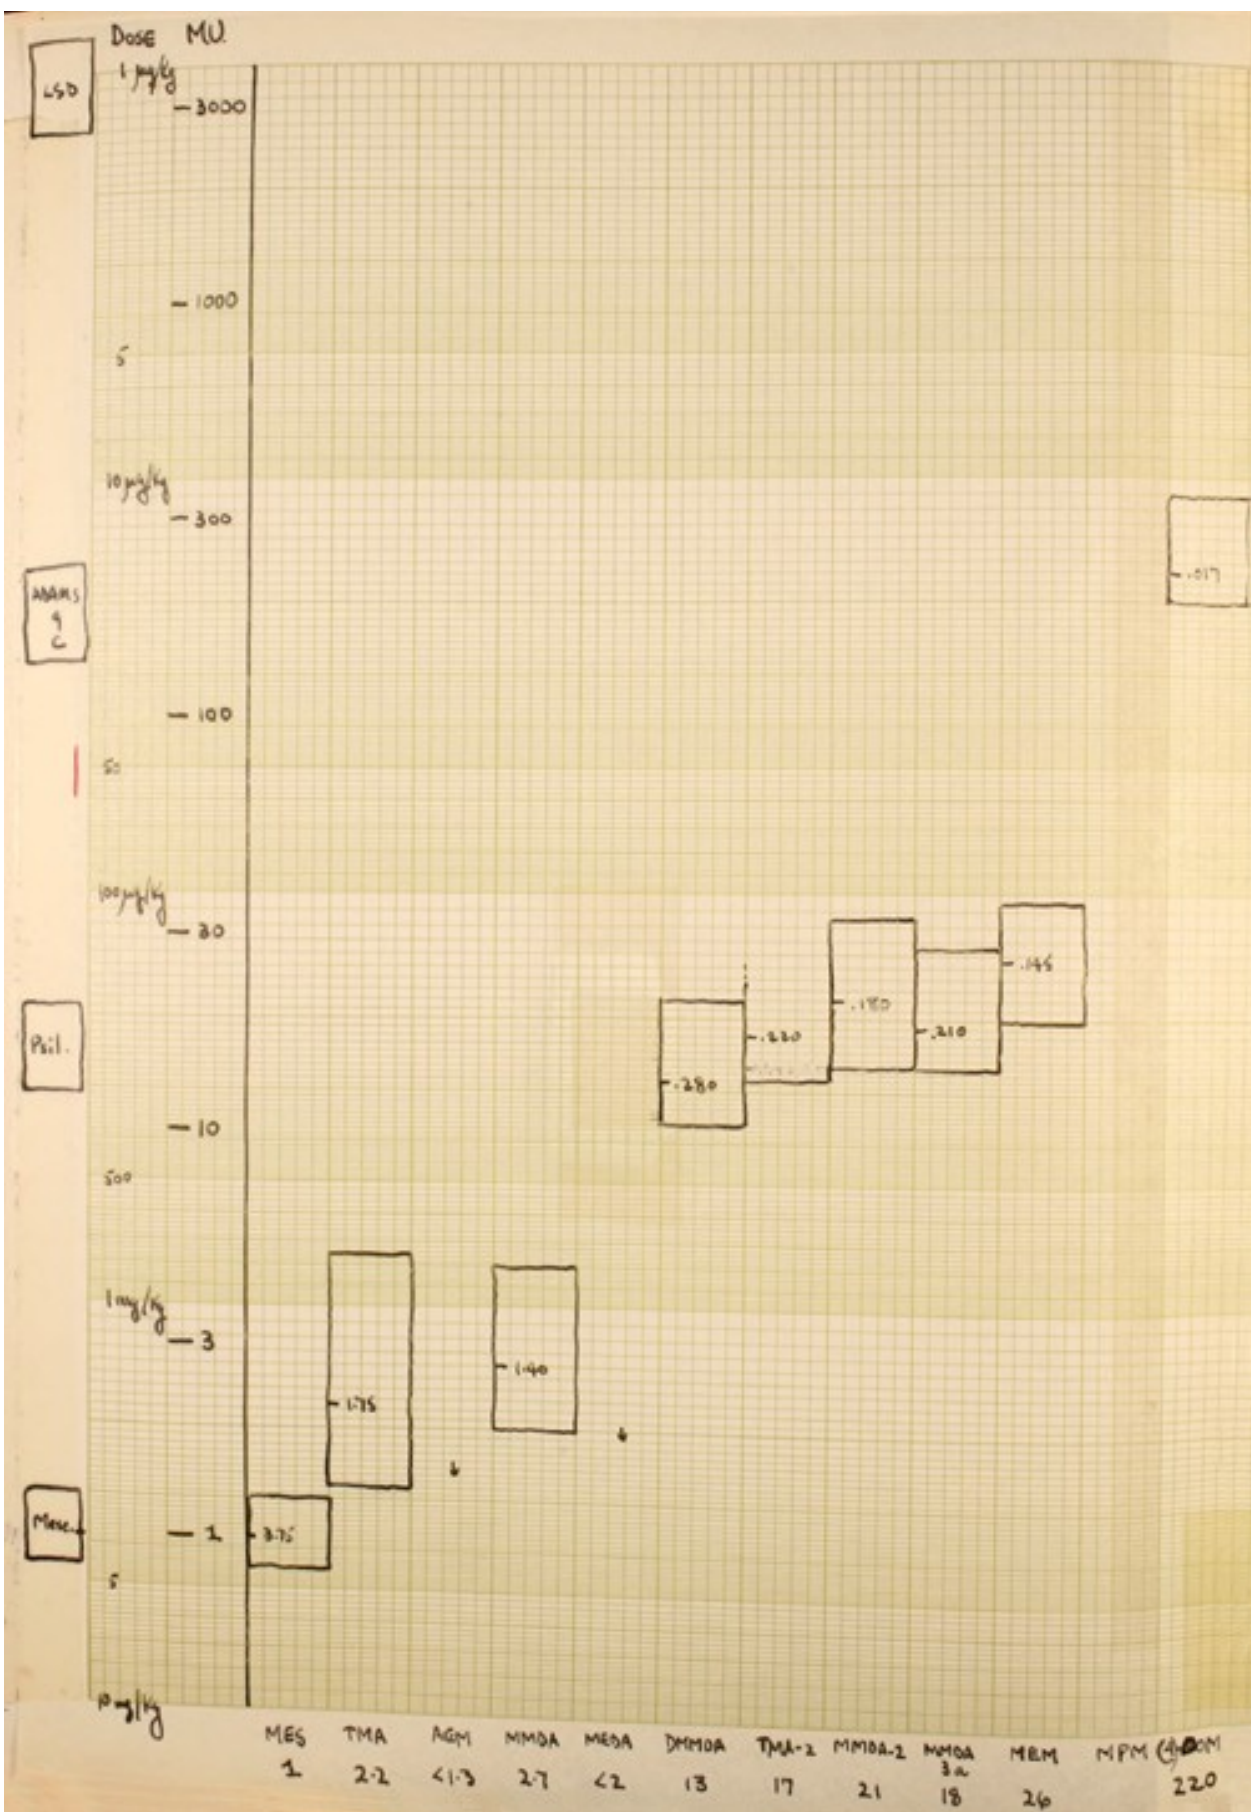 Dose MU.
LSD
1 µg/kg
3000
1000
5
10 µg/kg
300
.017
ADAMS
&
C
100
50
100 µg/kg
30
.145
Psil.
.220
.180
.210
.280
10
500
1 mg/kg
3
1.40
1.75
Mesc.
1
3.75
5
10 mg/kg
MES TMA AGM MMDA MEDA DMMDA TMA-2 MMDA-2 MMDA 3a MEM MPM DOM
1 2.2 <1.3 2.7 <2 13 17 21 18 26 220